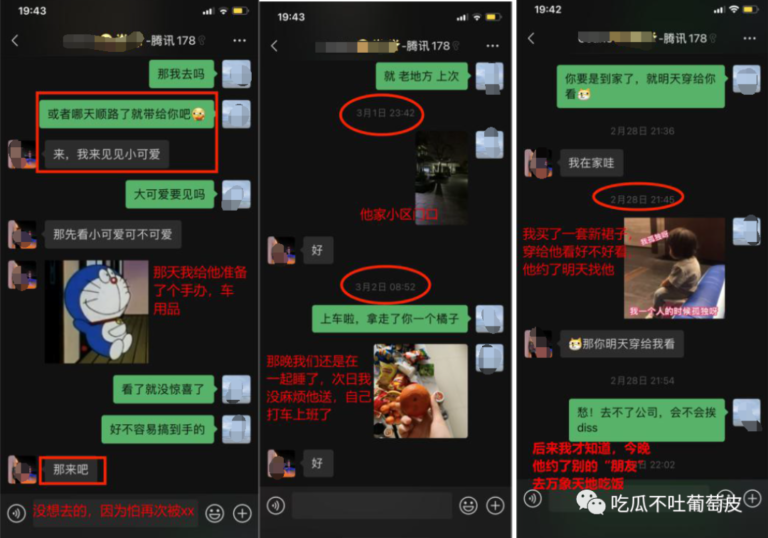 19:43
-腾讯178
那我去吗
或者哪天顺路了就带给你吧
来，我来见见小可爱
大可爱要见吗
那先看小可爱可不可爱
那天我给他准备
了个手办，车
用品
看了就没惊喜了
好不容易搞到手的
那来吧
没想去的，因为怕再次被xx
19:43
-腾讯178
就 老地方 上次
3月1日 23:42
他家小区门口
好
3月2日 08:52
上车啦，拿走了你一个橘子
那晚我们还是在
一起睡了，次日我
没麻烦他送，自己
打车上班了
好
19:42
-腾讯178
你要是到家了，就明天穿给你
看
2月28日 21:36
我在家哇
2月28日 21:45
我买了一套新裙子
穿给他看好不好看
他约了明天找他
我孤独呀
我一个人的时候孤独呀
那你明天穿给我看
2月28日 21:54
愁！去不了公司，会不会挨
diss
后来我才知道，今晚
他约了别的“朋友”
去万象天地吃饭
22:02
吃瓜不吐葡萄皮